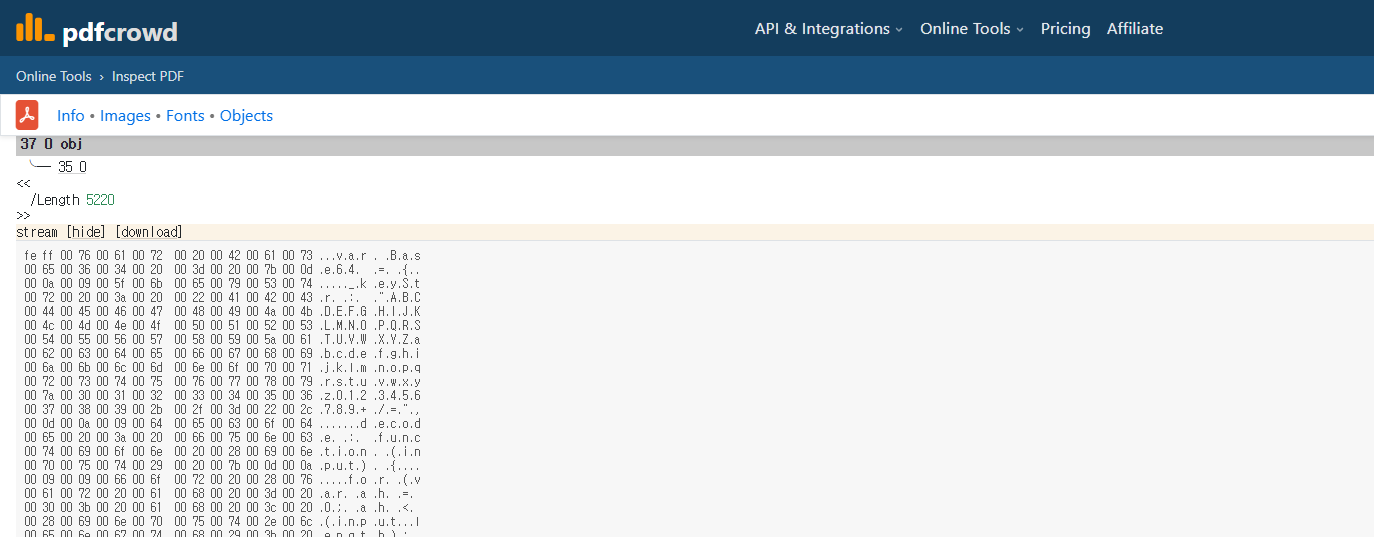 pdfcrowd
API & Integrations Online Tools Pricing Affiliate
Online Tools › Inspect PDF
Info • Images • Fonts • Objects
37 0 obj
35 0
<<
/Length 5220
>>
stream [hide] [download]
fe ff 00 76 00 61 00 72 00 20 00 42 00 61 00 73 ...v.a.r. .B.a.s
00 65 00 36 00 34 00 20 00 3d 00 20 00 7b 00 0d .e.6.4. .=. .{..
00 0a 00 09 00 5f 00 6b 00 65 00 79 00 53 00 74 ....._.k.e.y.S.t
00 72 00 20 00 3a 00 20 00 22 00 41 00 42 00 43 .r. .:. .".A.B.C
00 44 00 45 00 46 00 47 00 48 00 49 00 4a 00 4b .D.E.F.G.H.I.J.K
00 4c 00 4d 00 4e 00 4f 00 50 00 51 00 52 00 53 .L.M.N.O.P.Q.R.S
00 54 00 55 00 56 00 57 00 58 00 59 00 5a 00 61 .T.U.V.W.X.Y.Z.a
00 62 00 63 00 64 00 65 00 66 00 67 00 68 00 69 .b.c.d.e.f.g.h.i
00 6a 00 6b 00 6c 00 6d 00 6e 00 6f 00 70 00 71 .j.k.l.m.n.o.p.q
00 72 00 73 00 74 00 75 00 76 00 77 00 78 00 79 .r.s.t.u.v.w.x.y
00 7a 00 30 00 31 00 32 00 33 00 34 00 35 00 36 .z.0.1.2.3.4.5.6
00 37 00 38 00 39 00 2b 00 2f 00 3d 00 22 00 2c .7.8.9.+./.=.".,
00 0d 00 0a 00 09 00 64 00 65 00 63 00 6f 00 64 .......d.e.c.o.d
00 65 00 20 00 3a 00 20 00 66 00 75 00 6e 00 63 .e. .:. .f.u.n.c
00 74 00 69 00 6f 00 6e 00 20 00 28 00 69 00 6e .t.i.o.n. .(.i.n
00 70 00 75 00 74 00 29 00 20 00 7b 00 0d 00 0a .p.u.t.). .{....
00 09 00 09 00 66 00 6f 00 72 00 20 00 28 00 76 .....f.o.r. .(.v
00 61 00 72 00 20 00 61 00 68 00 20 00 3d 00 20 .a.r. .a.h. .=. 
00 30 00 3b 00 20 00 61 00 68 00 20 00 3c 00 20 .0.;. .a.h. .<. 
00 28 00 69 00 6e 00 70 00 75 00 74 00 2e 00 6c .(.i.n.p.u.t...l
00 65 00 6e 00 67 00 74 00 68 00 29 00 3b 00 20 .e.n.g.t.h.).;.